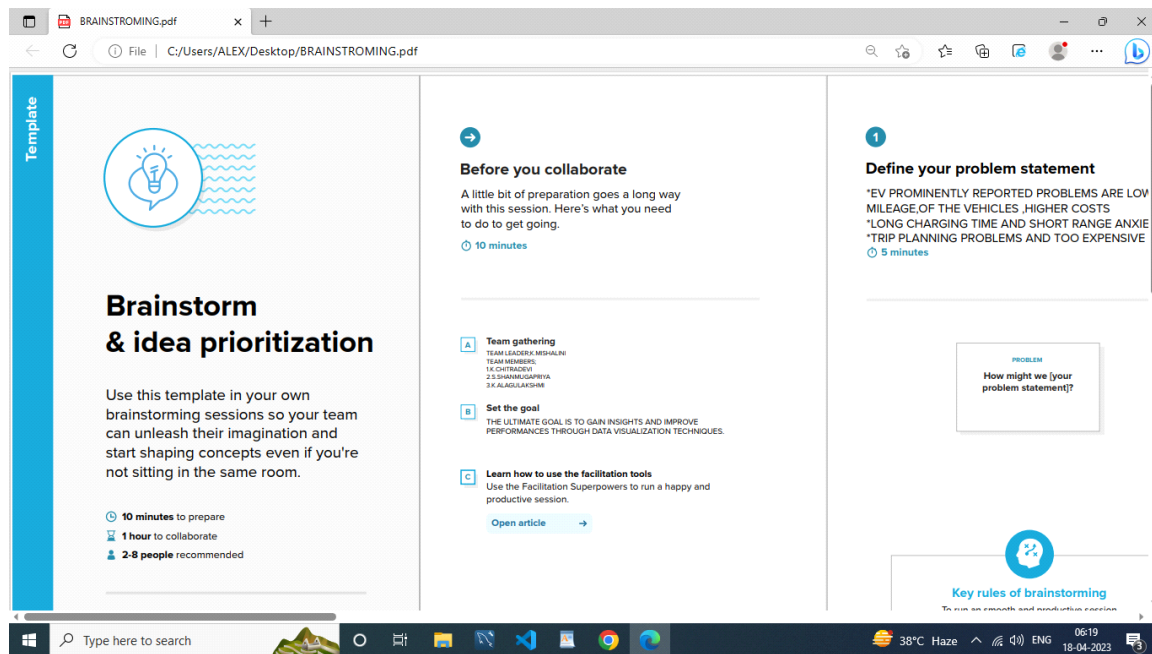 BRAINSTROMING.pdf
File | C:/Users/ALEX/Desktop/BRAINSTROMING.pdf
Template
Brainstorm
& idea prioritization
Use this template in your own
brainstorming sessions so your team
can unleash their imagination and
start shaping concepts even if you're
not sitting in the same room.
10 minutes to prepare
1 hour to collaborate
2-8 people recommended
Before you collaborate
A little bit of preparation goes a long way
with this session. Here's what you need
to do to get going.
10 minutes
A
Team gathering
TEAM LEADER:K.MISHALINI
TEAM MEMBERS;
1.K.CHITRADEVI
2.S.SHANMUGAPRIYA
3.K.ALAGULAKSHMI
B
Set the goal
THE ULTIMATE GOAL IS TO GAIN INSIGHTS AND IMPROVE
PERFORMANCES THROUGH DATA VISUALIZATION TECHNIQUES.
C
Learn how to use the facilitation tools
Use the Facilitation Superpowers to run a happy and
productive session.
Open article
1
Define your problem statement
*EV PROMINENTLY REPORTED PROBLEMS ARE LOW
MILEAGE,OF THE VEHICLES ,HIGHER COSTS
*LONG CHARGING TIME AND SHORT RANGE ANXIE
*TRIP PLANNING PROBLEMS AND TOO EXPENSIVE
5 minutes
PROBLEM
How might we [your
problem statement]?
Key rules of brainstorming
To run an smooth and productive session
Type here to search
38°C Haze
ENG
06:19
18-04-2023
3